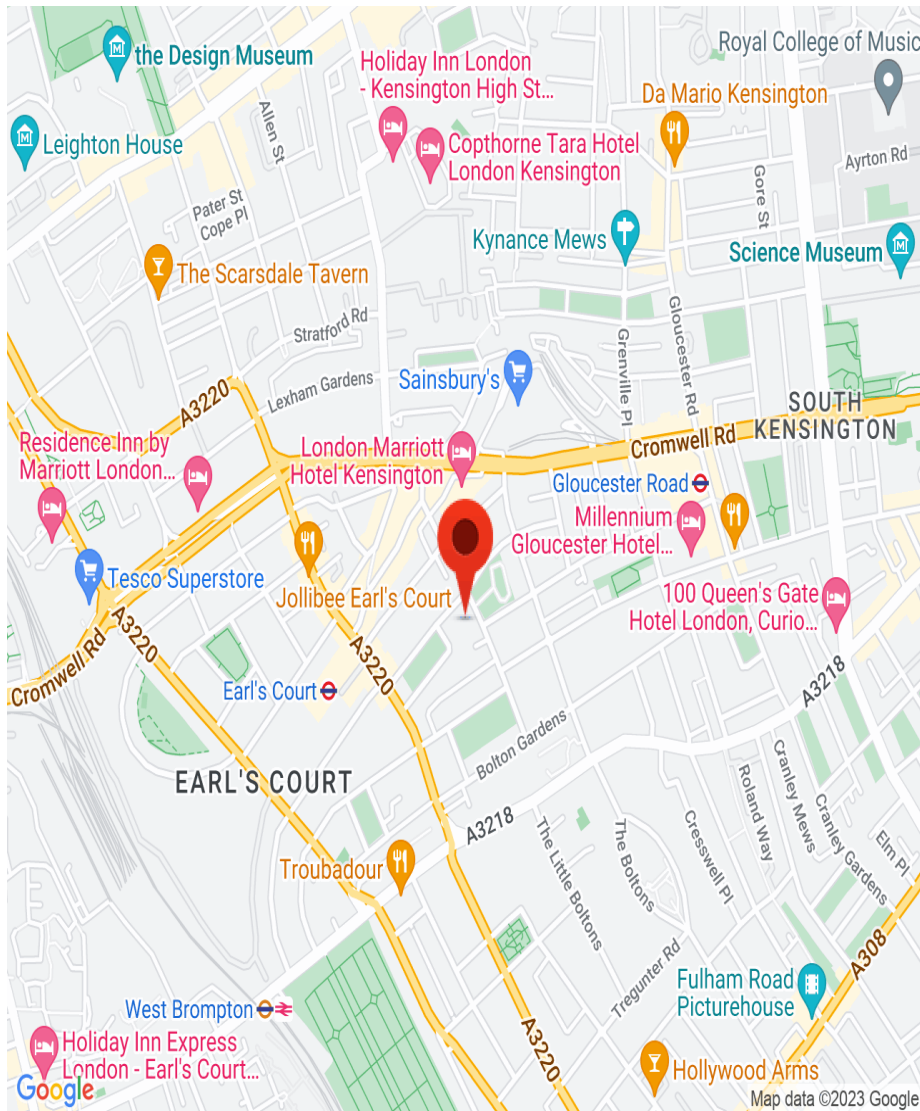 the Design Museum
Leighton House
Allen St
Holiday Inn London
- Kensington High St...
Royal College of Music
Da Mario Kensington
Copthorne Tara Hotel
London Kensington
Ayrton Rd
Pater St
Cope Pl
Gore St
Kynance Mews
Science Museum
The Scarsdale Tavern
Stratford Rd
Grenville Pl
Gloucester Rd
Lexham Gardens
Sainsbury's
A3220
SOUTH
KENSINGTON
Cromwell Rd
Residence Inn by
Marriott London...
London Marriott
Hotel Kensington
Gloucester Road
Millennium
Gloucester Hotel...
Tesco Superstore
Jollibee Earl's Court
100 Queen's Gate
Hotel London, Curio...
A3220
Cromwell Rd
A3220
Earl's Court
A3218
Bolton Gardens
EARL'S COURT
A3218
Roland Way
Cranley Mews
Cranley Gardens
Elm Pl
Cresswell Pl
The Boltons
The Little Boltons
Troubadour
Tregunter Rd
A308
Fulham Road
Picturehouse
West Brompton
A3220
Holiday Inn Express
London - Earl's Court...
Hollywood Arms
Google
Map data ©2023 Google